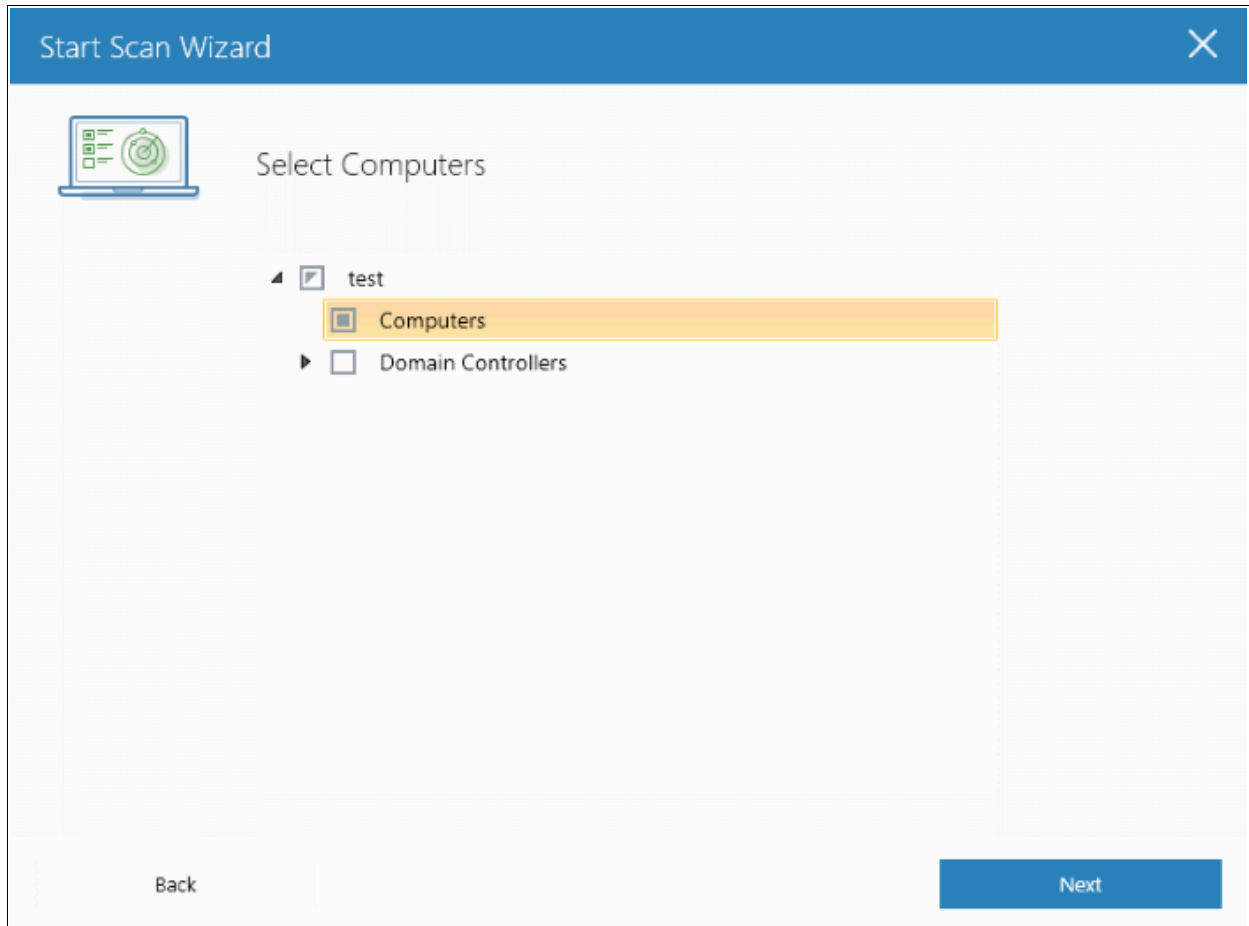 Start Scan Wizard
Select Computers
test
Computers
Domain Controllers
Back
Next